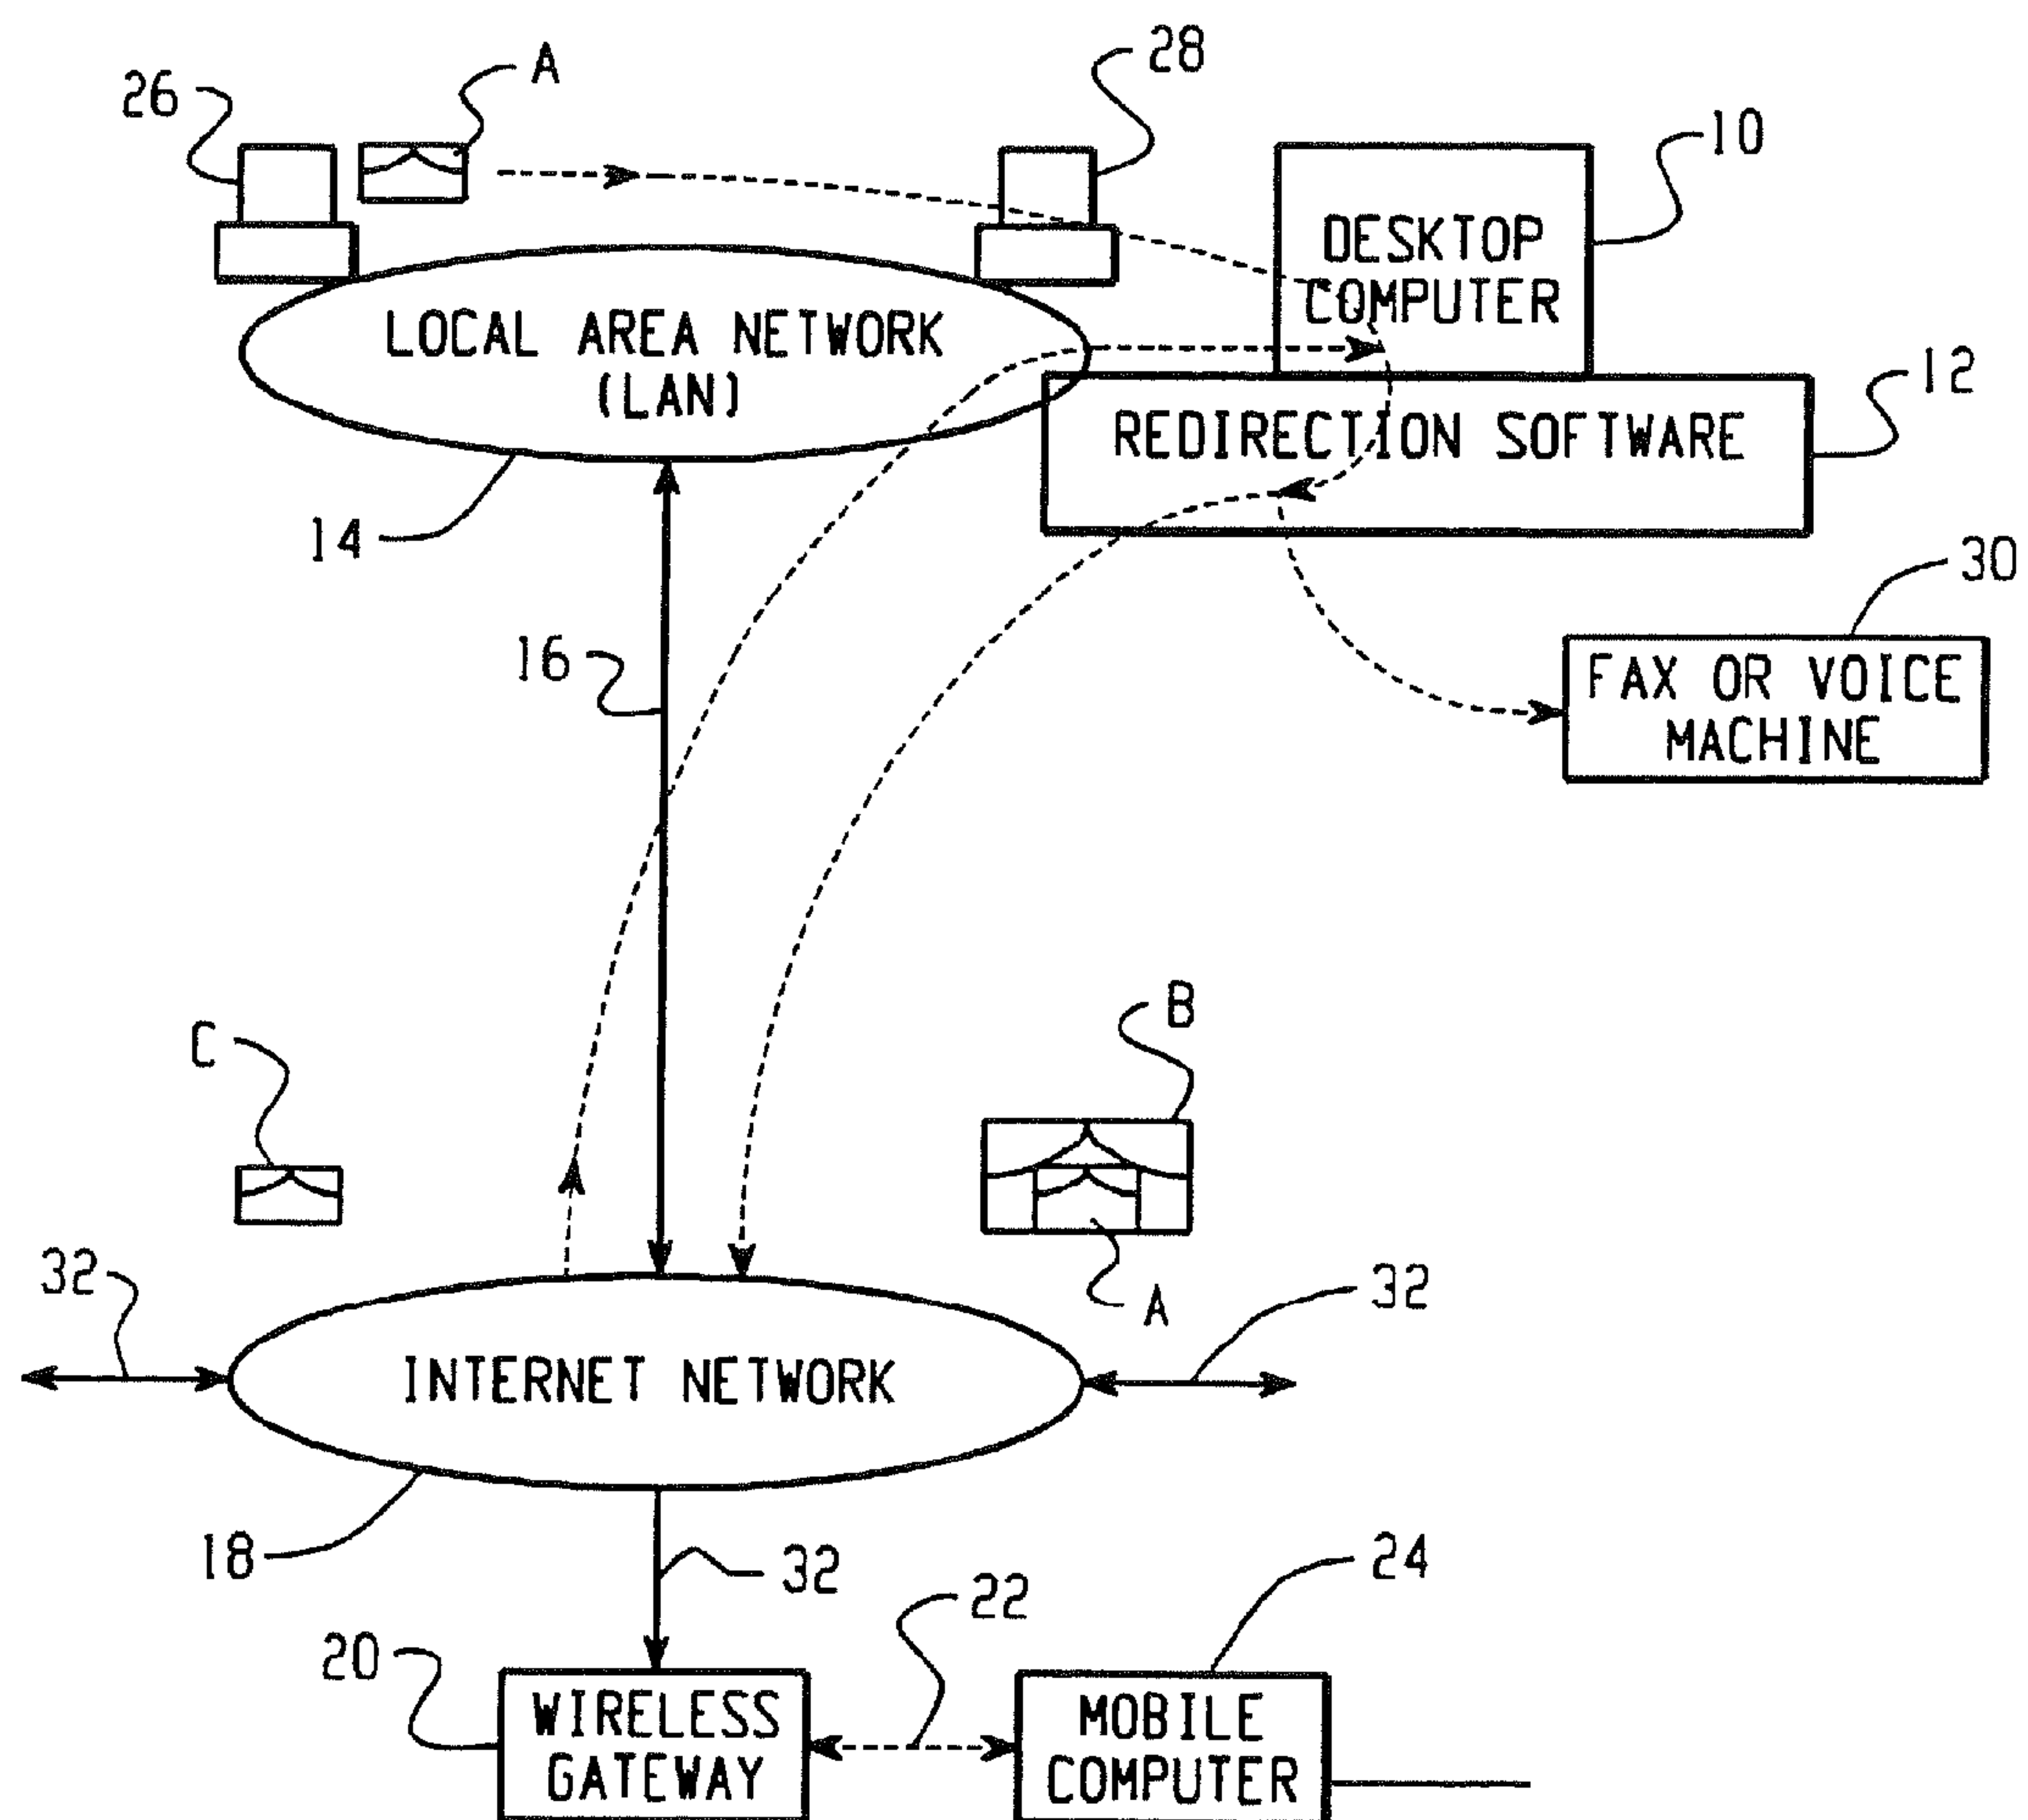 26
A
28
10
DESKTOP
COMPUTER
LOCAL AREA NETWORK
(LAN)
12
REDIRECTION SOFTWARE
14
30
16
FAX OR VOICE
MACHINE
B
C
32
A
32
INTERNET NETWORK
18
32
24
22
20
WIRELESS
GATEWAY
MOBILE
COMPUTER